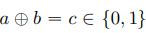 a ⊕ b = c ∈ {0, 1}